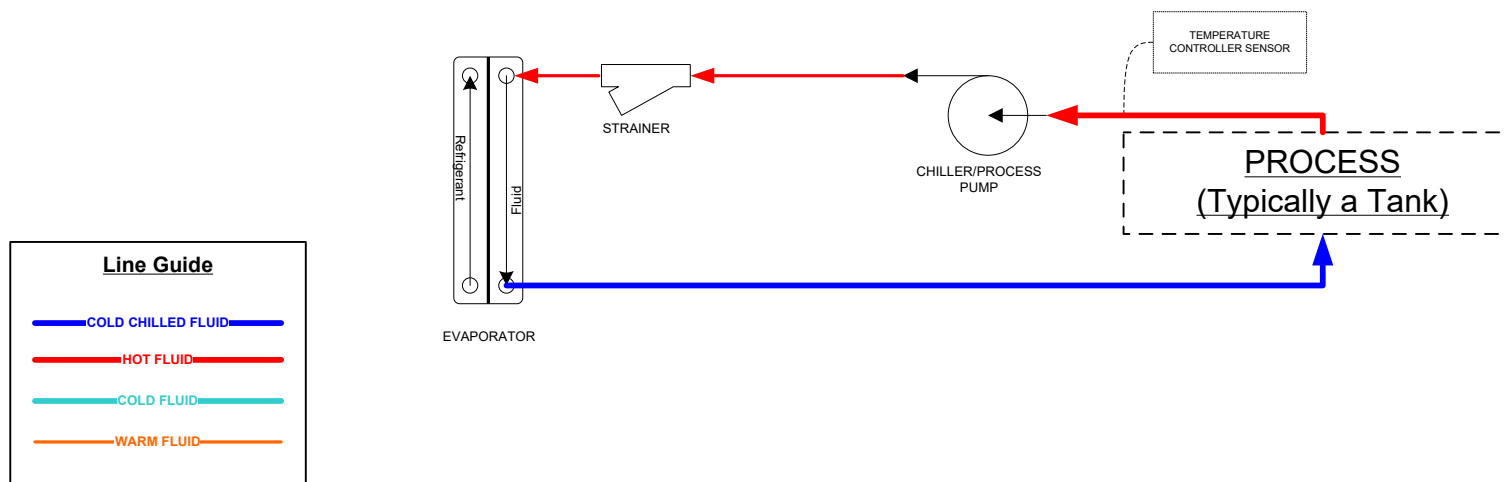 TEMPERATURE
CONTROLLER SENSOR
STRAINER
Refrigerant
Fluid
CHILLER/PROCESS
PUMP
PROCESS
(Typically a Tank)
EVAPORATOR
Line Guide
COLD CHILLED FLUID
HOT FLUID
COLD FLUID
WARM FLUID